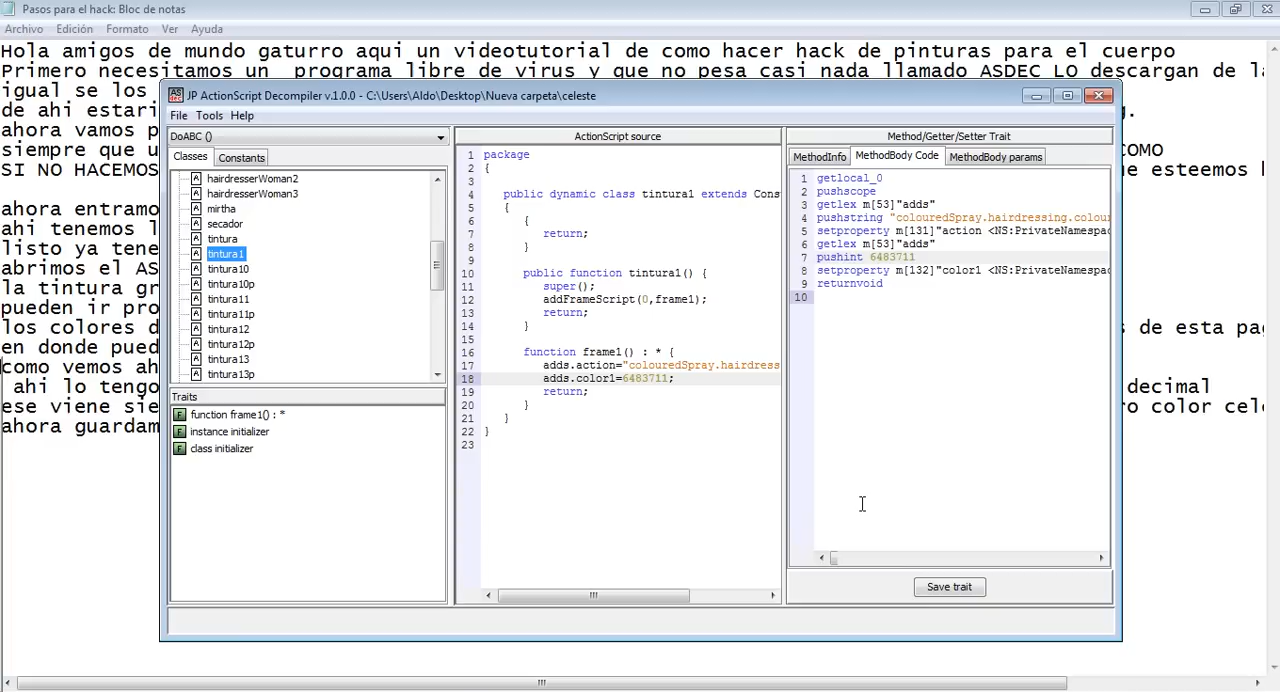 Pasos para el hack: Bloc de notas
Archivo Edición Formato Ver Ayuda
Hola amigos de mundo gaturro aqui un videotutorial de como hacer hack de pinturas para el cuerpo
Primero necesitamos un programa libre de virus y que no pesa casi nada llamado ASDEC LO descargan de la
igual se los
de ahi estari
ahora vamos p
siempre que u
COMO
SI NO HACEMOS
que esteemos
ahora entramo
ahi tenemos l
listo ya tene
abrimos el AS
la tintura gr
pueden ir pro
los colores d
s de esta pag
en donde pued
como vemos ah
ahi lo tengo
decimal
ese viene sie
ro color cel
ahora guardam
JP ActionScript Decompiler v.1.0.0 - C:\Users\Aldo\Desktop\Nueva carpeta\celeste
File Tools Help
DoABC ()
Classes Constants
hairdresserWoman2
hairdresserWoman3
mirtha
secador
tintura
tintura1
tintura10
tintura10p
tintura11
tintura11p
tintura12
tintura12p
tintura13
tintura13p
Traits
function frame1() : *
instance initializer
class initializer
ActionScript source
1 package
2 {
3
4 public dynamic class tintura1 extends Cons
5 {
6 {
7 return;
8 }
9
10 public function tintura1() {
11 super();
12 addFrameScript(0,frame1);
13 return;
14 }
15
16 function frame1() : * {
17 adds.action="colouredSpray.hairdress
18 adds.color1=6483711;
19 return;
20 }
21 }
22 }
23
Method/Getter/Setter Trait
MethodInfo MethodBody Code MethodBody params
1 getlocal_0
2 pushscope
3 getlex m[53]"adds"
4 pushstring "colouredSpray.hairdressing.colou
5 setproperty m[131]"action <NS:PrivateNamespac
6 getlex m[53]"adds"
7 pushint 6483711
8 setproperty m[132]"color1 <NS:PrivateNamespac
9 returnvoid
10
Save trait